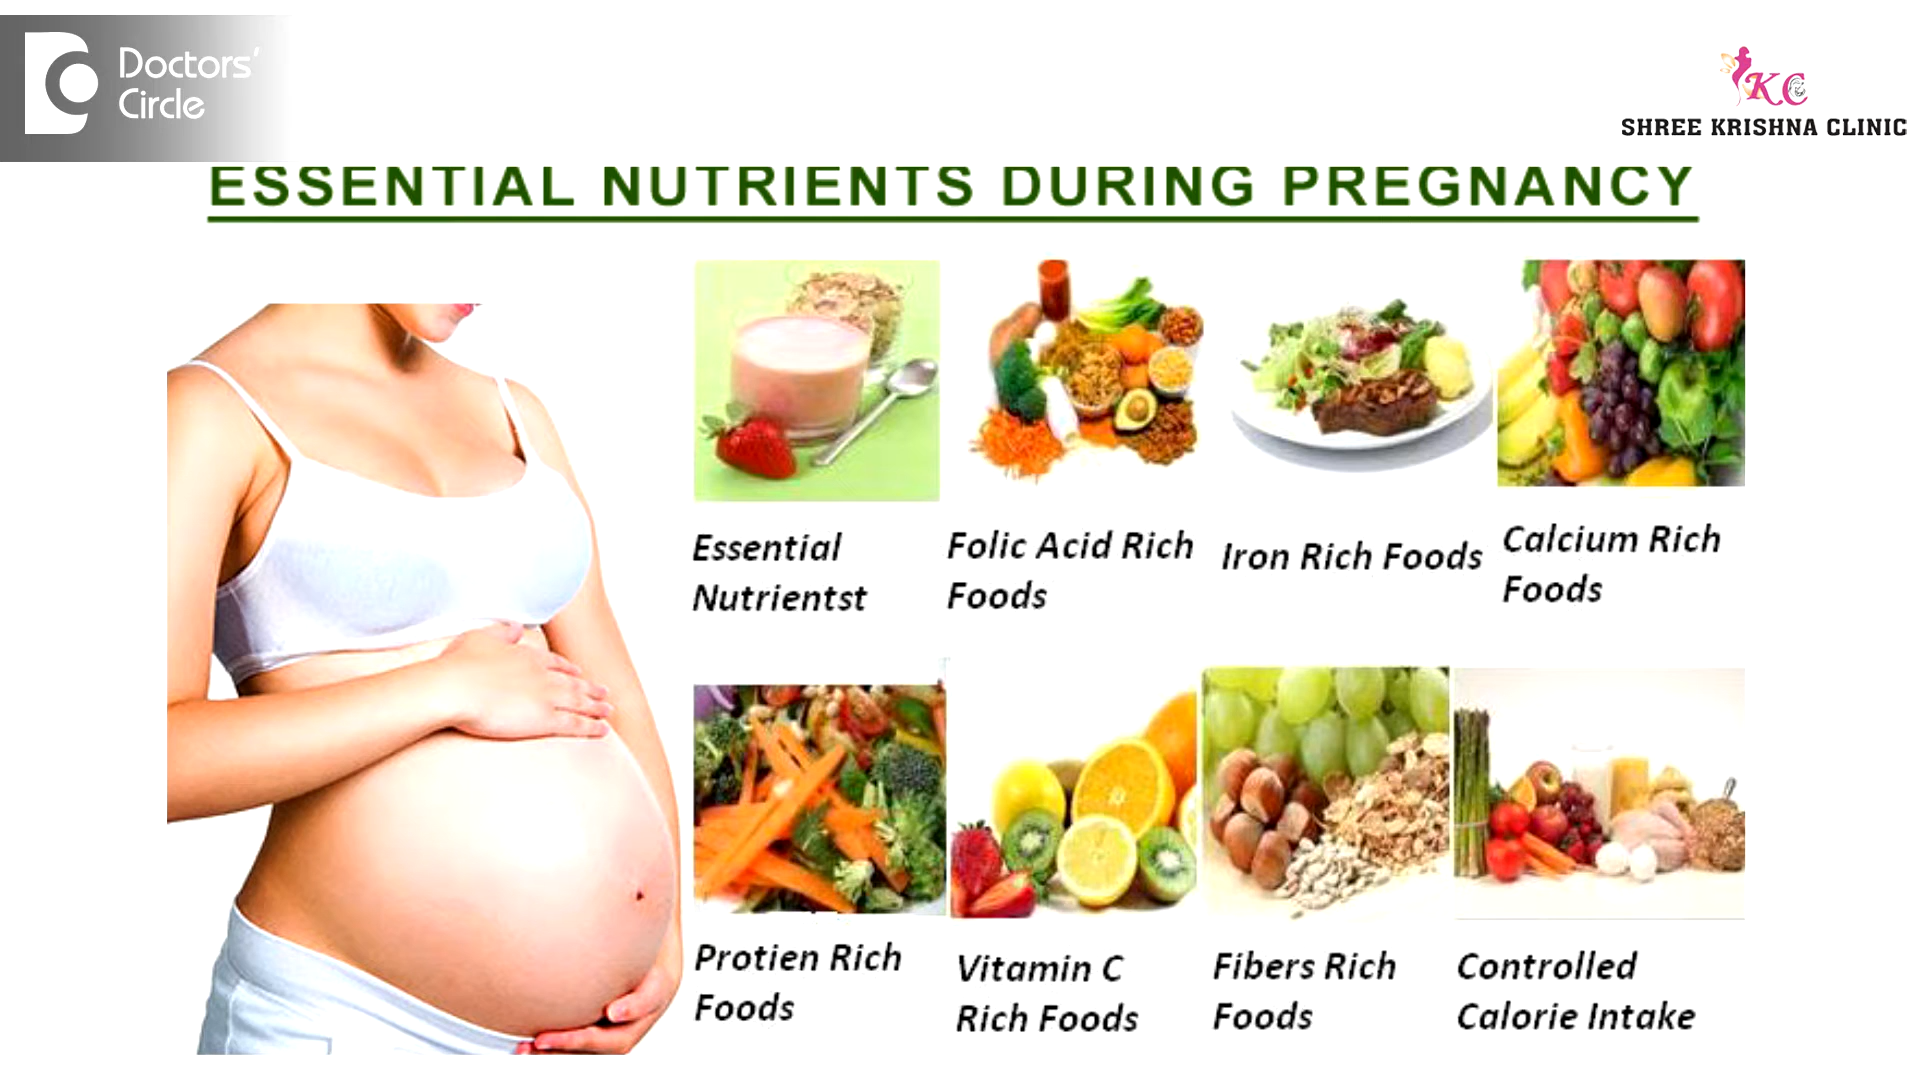 Doctors'
Circle
KC
SHREE KRISHNA CLINIC
ESSENTIAL NUTRIENTS DURING PREGNANCY
Essential
Nutrientst
Folic Acid Rich
Foods
Iron Rich Foods
Calcium Rich
Foods
Protien Rich
Foods
Vitamin C
Rich Foods
Fibers Rich
Foods
Controlled
Calorie Intake